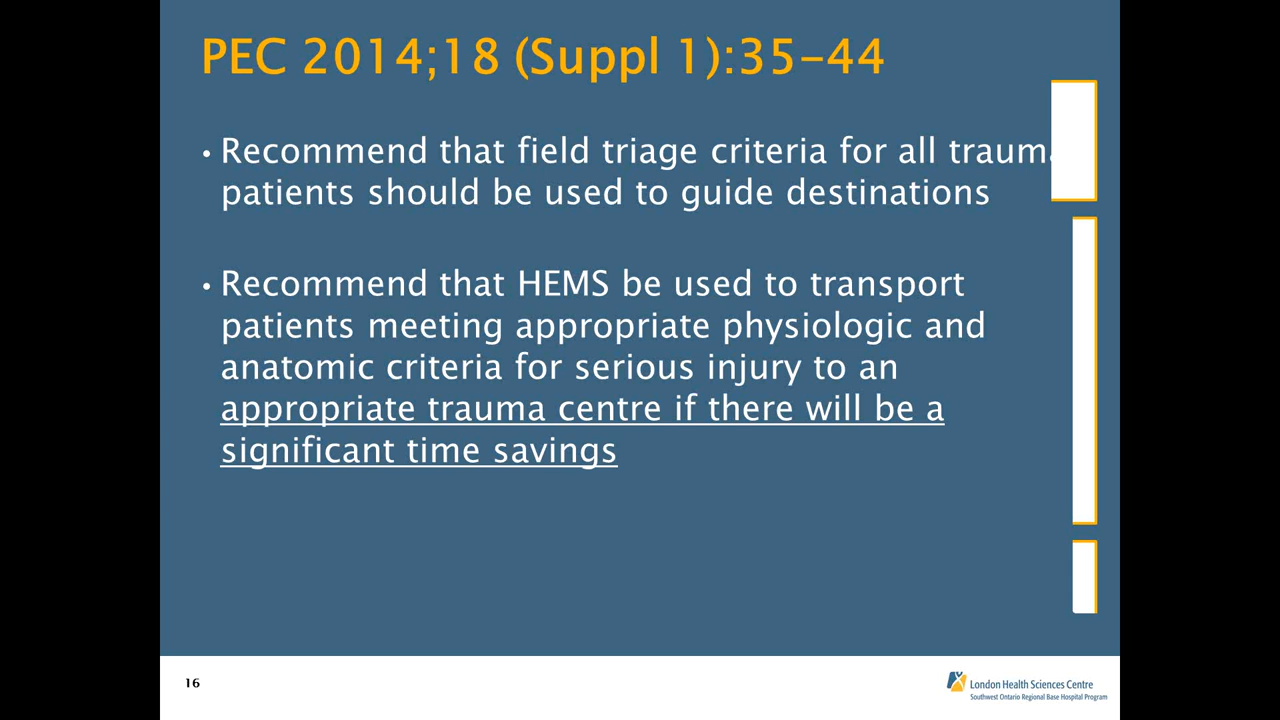 PEC 2014;18 (Suppl 1):35-44
• Recommend that field triage criteria for all trauma
patients should be used to guide destinations
• Recommend that HEMS be used to transport
patients meeting appropriate physiologic and
anatomic criteria for serious injury to an
appropriate trauma centre if there will be a
significant time savings
16
London Health Sciences Centre
Southwest Ontario Regional Base Hospital Program